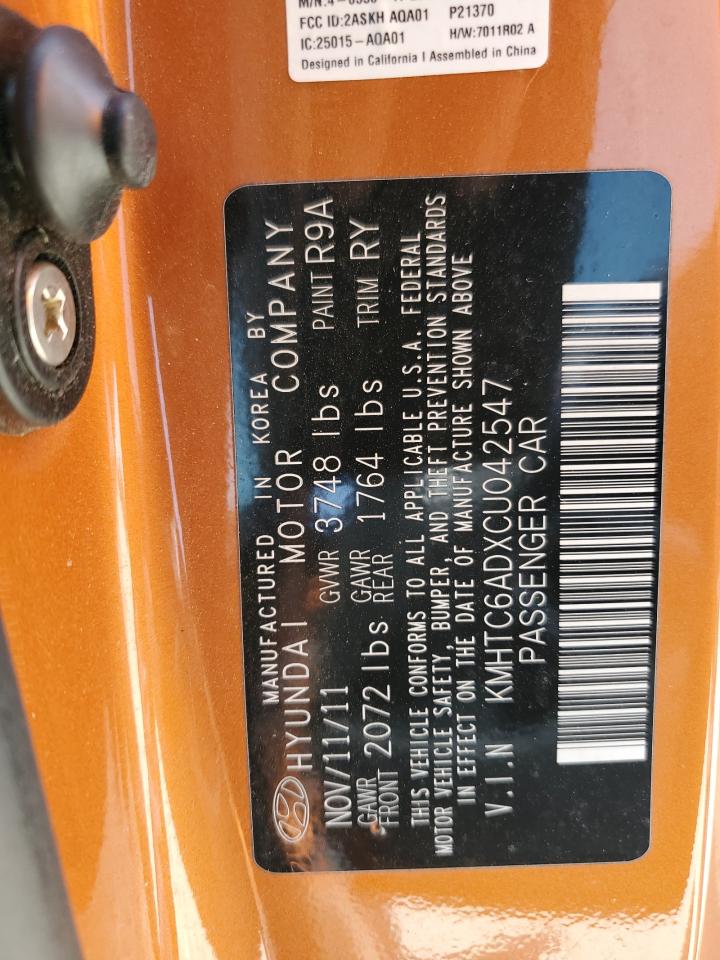 FCC ID:2ASKH AQA01 P21370
IC:25015-AQA01 H/W:7011R02 A
Designed in California | Assembled in China
MANUFACTURED IN KOREA BY
HYUNDAI MOTOR COMPANY
NOV/11/11 GVWR 3748 lbs PAINT R9A
GAWR FRONT 2072 lbs GAWR REAR 1764 lbs TRIM RY
THIS VEHICLE CONFORMS TO ALL APPLICABLE U.S.A. FEDERAL
MOTOR VEHICLE SAFETY, BUMPER, AND THEFT PREVENTION STANDARDS
IN EFFECT ON THE DATE OF MANUFACTURE SHOWN ABOVE
V.I.N KMHTC6ADXCU042547
PASSENGER CAR